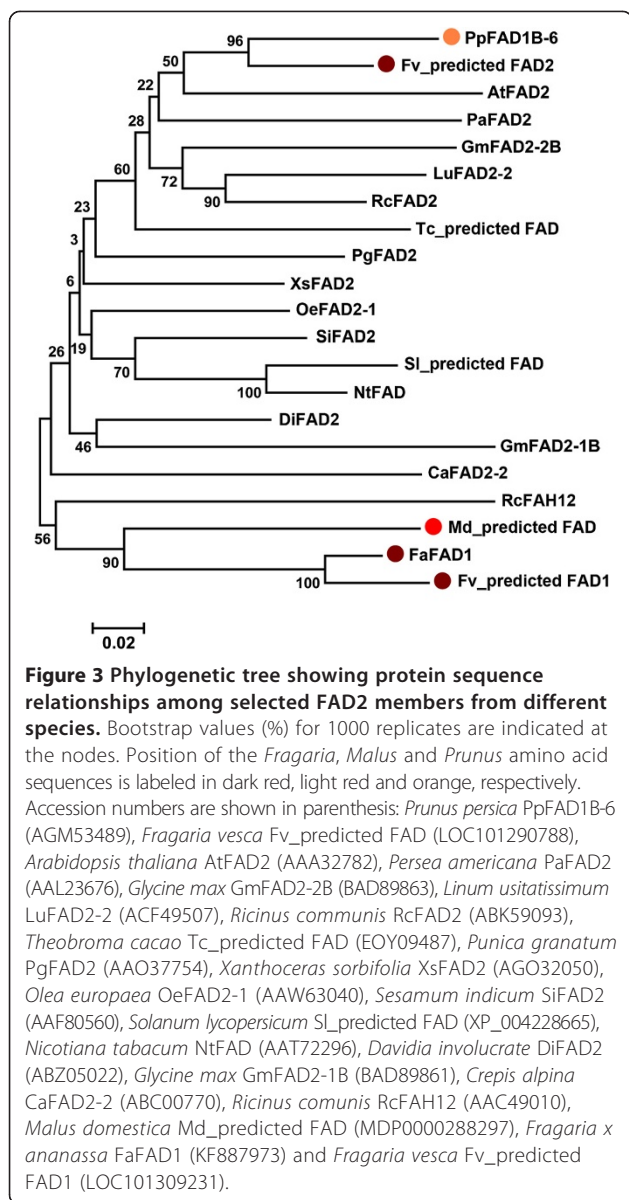 PpFAD1B-6
96
Fv_predicted FAD2
50
AtFAD2
22
PaFAD2
28
GmFAD2-2B
72
LuFAD2-2
90
RcFAD2
60
Tc_predicted FAD
23
PgFAD2
3
XsFAD2
6
OeFAD2-1
19
SiFAD2
70
Sl_predicted FAD
100
NtFAD
26
DiFAD2
46
GmFAD2-1B
CaFAD2-2
RcFAH12
56
Md_predicted FAD
90
FaFAD1
100
Fv_predicted FAD1
0.02
Figure 3 Phylogenetic tree showing protein sequence
relationships among selected FAD2 members from different
species. Bootstrap values (%) for 1000 replicates are indicated at
the nodes. Position of the Fragaria, Malus and Prunus amino acid
sequences is labeled in dark red, light red and orange, respectively.
Accession numbers are shown in parenthesis: Prunus persica PpFAD1B-6
(AGM53489), Fragaria vesca Fv_predicted FAD (LOC101290788),
Arabidopsis thaliana AtFAD2 (AAA32782), Persea americana PaFAD2
(AAL23676), Glycine max GmFAD2-2B (BAD89863), Linum usitatissimum
LuFAD2-2 (ACF49507), Ricinus communis RcFAD2 (ABK59093),
Theobroma cacao Tc_predicted FAD (EOY09487), Punica granatum
PgFAD2 (AAO37754), Xanthoceras sorbifolia XsFAD2 (AGO32050),
Olea europaea OeFAD2-1 (AAW63040), Sesamum indicum SiFAD2
(AAF80560), Solanum lycopersicum Sl_predicted FAD (XP_004228665),
Nicotiana tabacum NtFAD (AAT72296), Davidia involucrate DiFAD2
(ABZ05022), Glycine max GmFAD2-1B (BAD89861), Crepis alpina
CaFAD2-2 (ABC00770), Ricinus comunis RcFAH12 (AAC49010),
Malus domestica Md_predicted FAD (MDP0000288297), Fragaria x
ananassa FaFAD1 (KF887973) and Fragaria vesca Fv_predicted
FAD1 (LOC101309231).